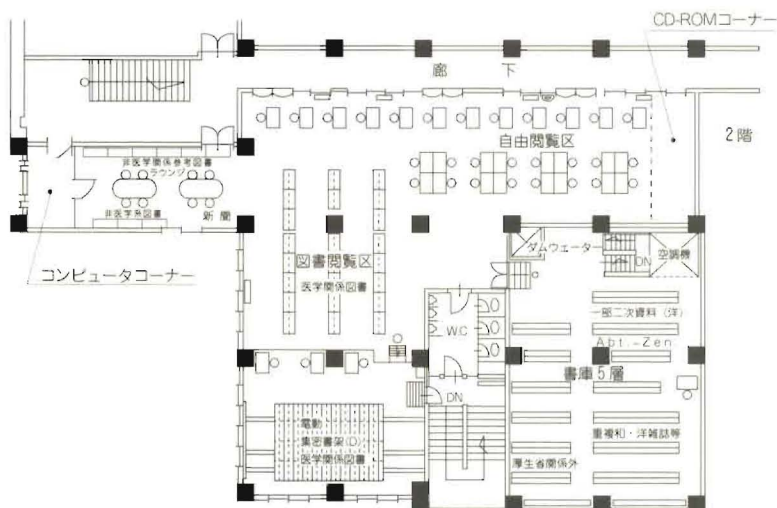 CD-ROMコーナー
廊下
2階
自由閲覧区
非医学関係参考図書
ラウンジ
非医学系図書
新聞
コンピュータコーナー
図書閲覧区
医学関係図書
ダムウェーター
DN
空調機
W.C
一部二次資料(洋)
Abt.-Zen
書庫5層
DN
電動
集密書架(D)
医学関係図書
重複和・洋雑誌等
厚生省関係外